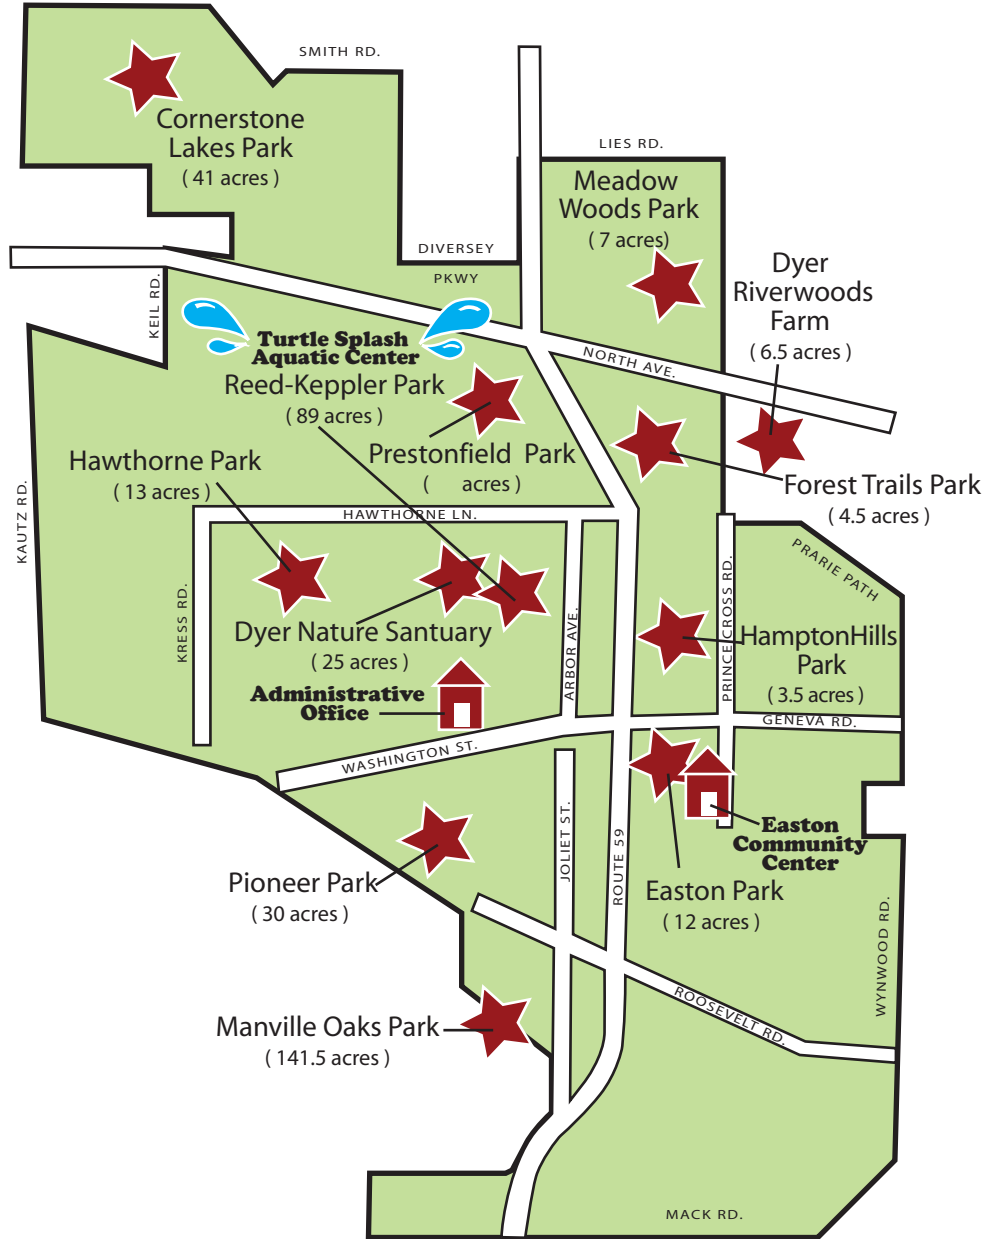 SMITH RD.
Cornerstone
Lakes Park
( 41 acres )
LIES RD.
Meadow
Woods Park
( 7 acres)
DIVERSEY
PKWY
Dyer
Riverwoods
Farm
( 6.5 acres )
KEIL RD.
NORTH AVE.
Turtle Splash
Aquatic Center
Reed-Keppler Park
( 89 acres )
Prestonfield Park
( acres )
Hawthorne Park
( 13 acres )
Forest Trails Park
( 4.5 acres )
KAUTZ RD.
HAWTHORNE LN.
PRARIE PATH
KRESS RD.
ARBOR AVE.
PRINCE CROSS RD.
Dyer Nature Santuary
( 25 acres )
HamptonHills
Park
( 3.5 acres )
Administrative
Office
GENEVA RD.
WASHINGTON ST.
JOLIET ST.
ROUTE 59
Easton
Community
Center
Pioneer Park
( 30 acres )
Easton Park
( 12 acres )
WYNWOOD RD.
ROOSEVELT RD.
Manville Oaks Park
( 141.5 acres )
MACK RD.